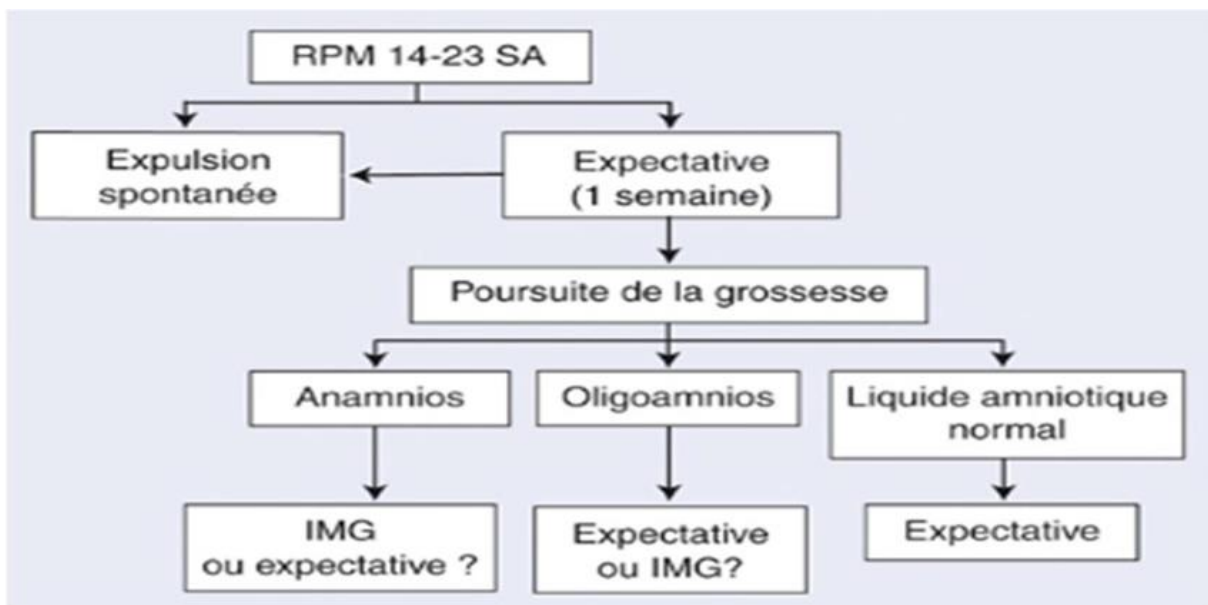 RPM 14-23 SA
Expulsion
spontanée
Expectative
(1 semaine)
Poursuite de la grossesse
Anamnios
Oligoamnios
Liquide amniotique
normal
IMG
ou expectative ?
Expectative
ou IMG?
Expectative